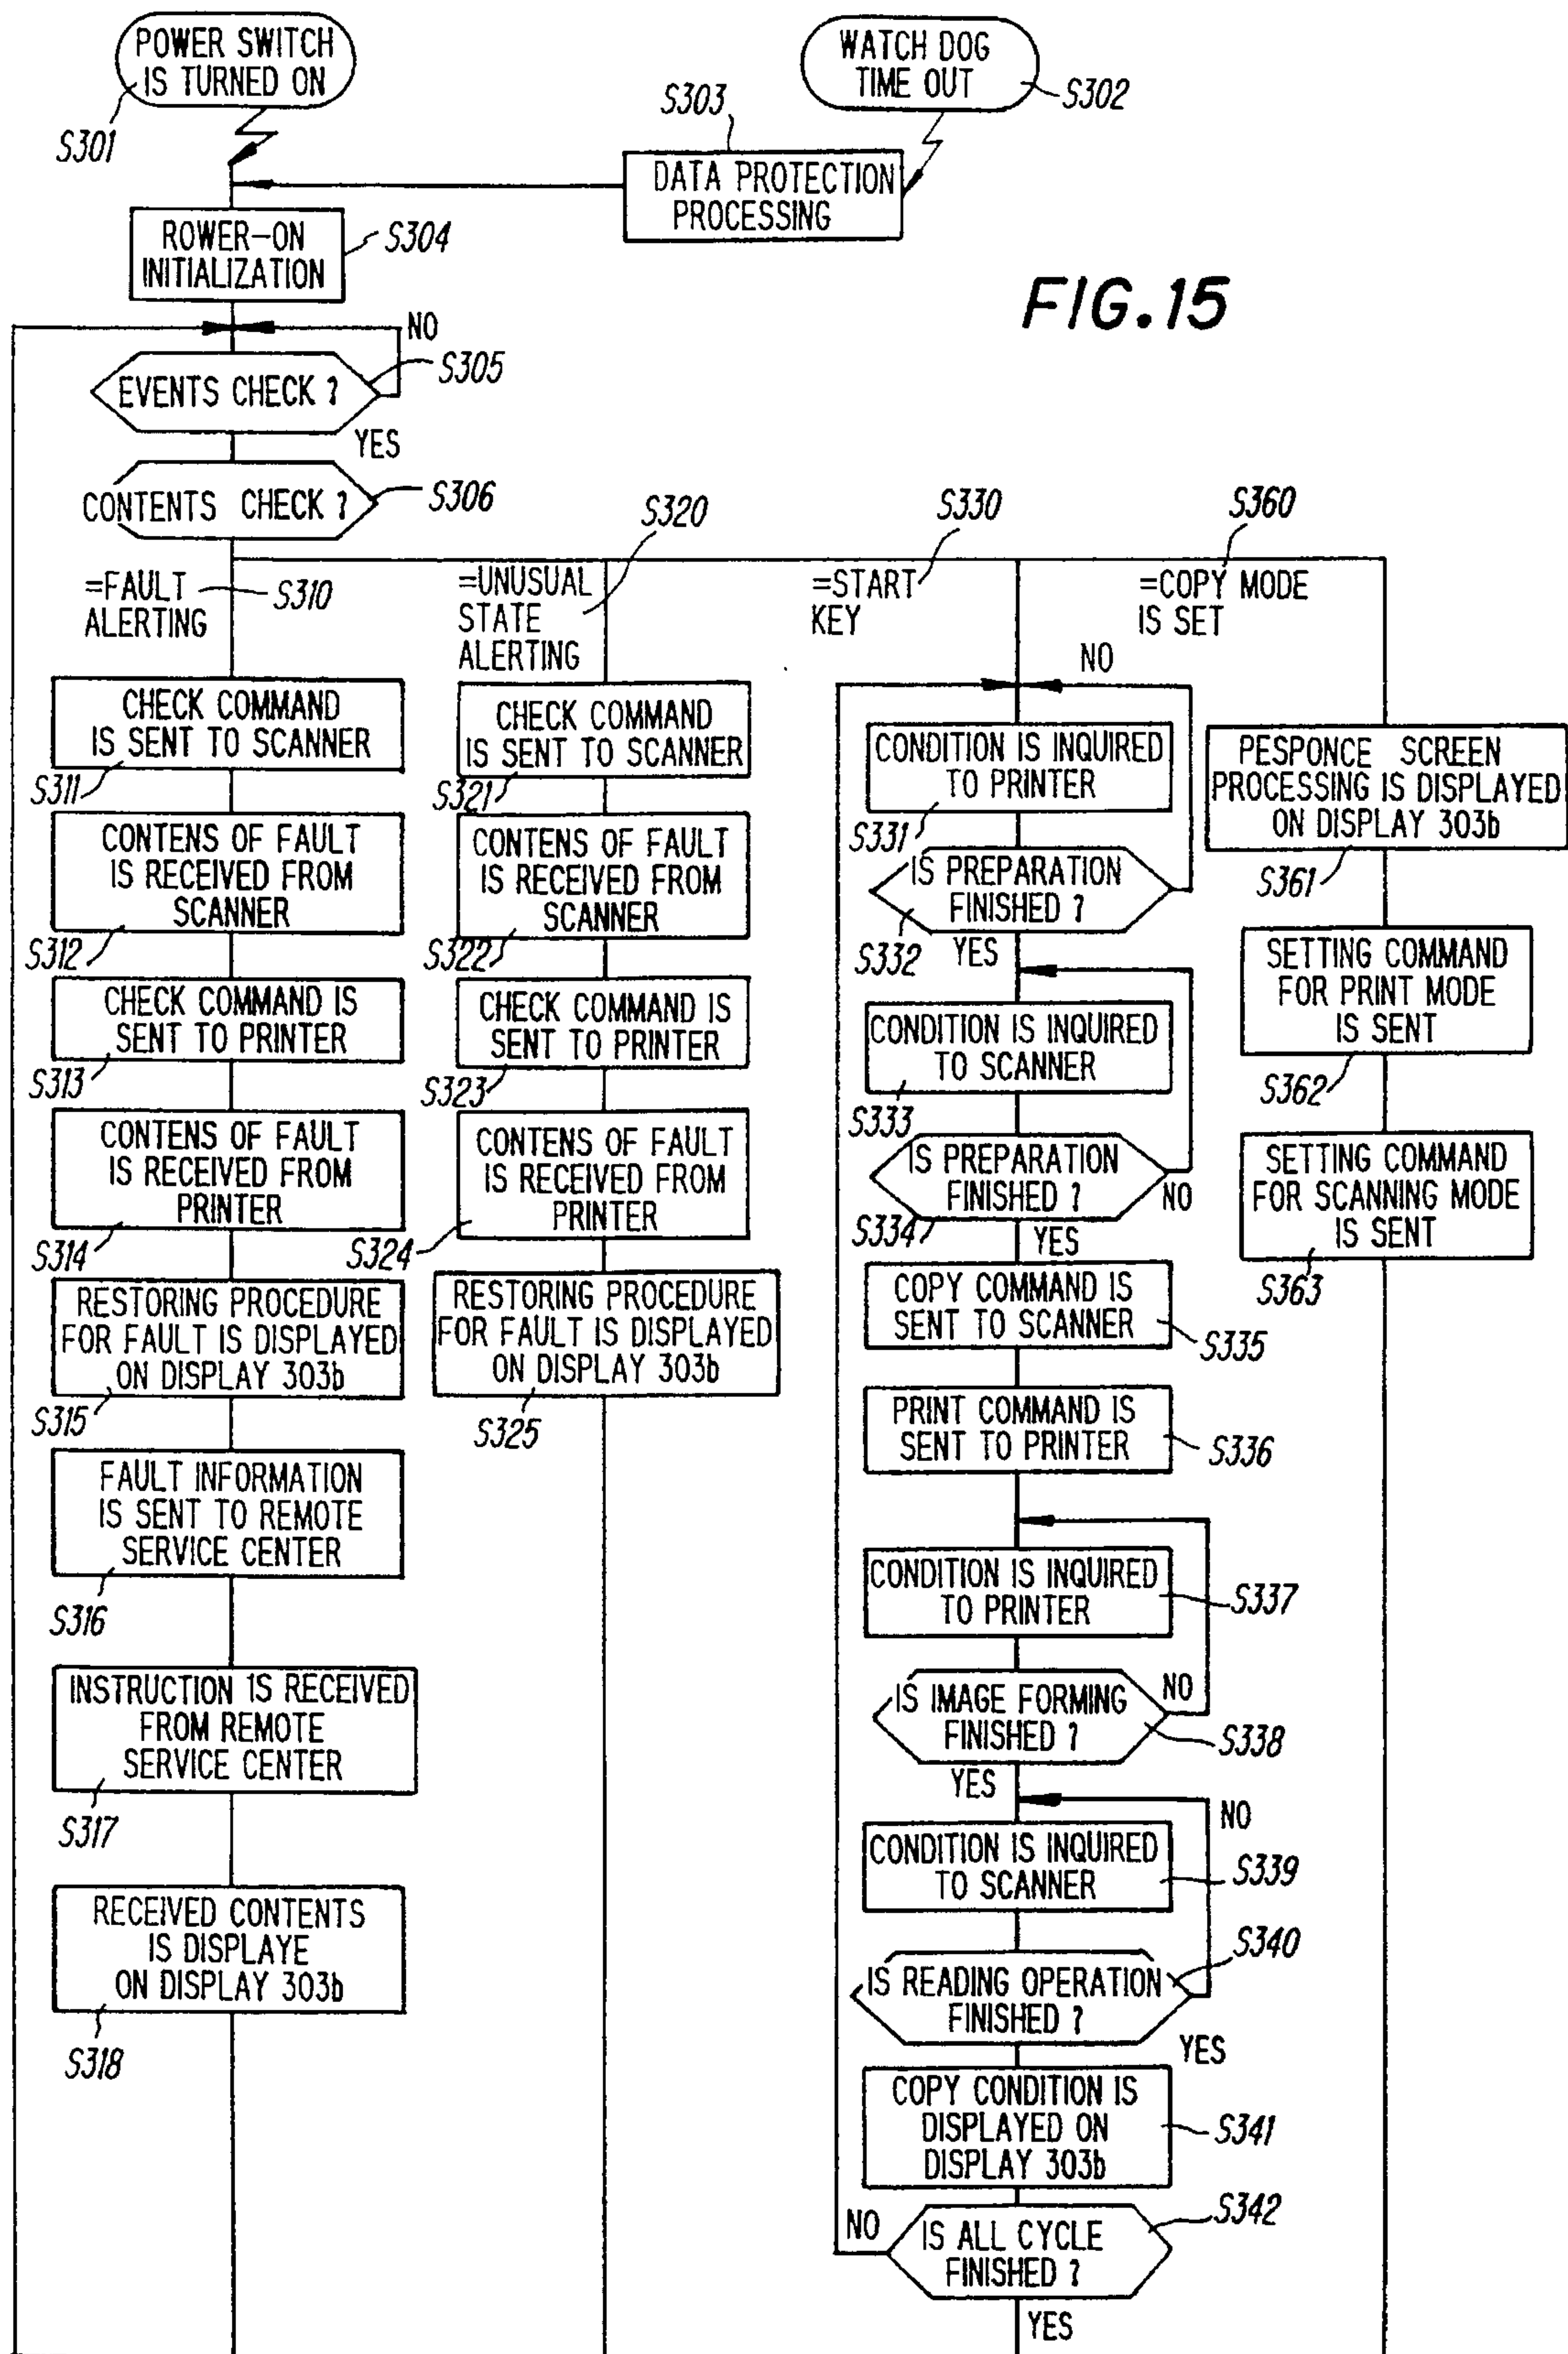 POWER SWITCH
IS TURNED ON
S301
WATCH DOG
TIME OUT
S302
S303
DATA PROTECTION
PROCESSING
ROWER-ON
INITIALIZATION
S304
FIG.15
NO
EVENTS CHECK ?
S305
YES
CONTENTS CHECK ?
S306
=FAULT
ALERTING
S310
=UNUSUAL
STATE
ALERTING
S320
=START
KEY
S330
=COPY MODE
IS SET
S360
CHECK COMMAND
IS SENT TO SCANNER
S311
CONTENS OF FAULT
IS RECEIVED FROM
SCANNER
S312
CHECK COMMAND IS
SENT TO PRINTER
S313
CONTENS OF FAULT
IS RECEIVED FROM
PRINTER
S314
RESTORING PROCEDURE
FOR FAULT IS DISPLAYED
ON DISPLAY 303b
S315
FAULT INFORMATION
IS SENT TO REMOTE
SERVICE CENTER
S316
INSTRUCTION IS RECEIVED
FROM REMOTE
SERVICE CENTER
S317
RECEIVED CONTENTS
IS DISPLAYE
ON DISPLAY 303b
S318
CHECK COMMAND
IS SENT TO SCANNER
S321
CONTENS OF FAULT
IS RECEIVED FROM
SCANNER
S322
CHECK COMMAND IS
SENT TO PRINTER
S323
CONTENS OF FAULT
IS RECEIVED FROM
PRINTER
S324
RESTORING PROCEDURE
FOR FAULT IS DISPLAYED
ON DISPLAY 303b
S325
NO
CONDITION IS INQUIRED
TO PRINTER
S331
IS PREPARATION
FINISHED ?
S332
YES
CONDITION IS INQUIRED
TO SCANNER
S333
IS PREPARATION
FINISHED ?
NO
S334
YES
COPY COMMAND IS
SENT TO SCANNER
S335
PRINT COMMAND IS
SENT TO PRINTER
S336
CONDITION IS INQUIRED
TO PRINTER
S337
IS IMAGE FORMING
FINISHED ?
NO
S338
YES
NO
CONDITION IS INQUIRED
TO SCANNER
S339
S340
IS READING OPERATION
FINISHED ?
YES
COPY CONDITION IS
DISPLAYED ON
DISPLAY 303b
S341
S342
NO
IS ALL CYCLE
FINISHED ?
YES
PESPONCE SCREEN
PROCESSING IS DISPLAYED
ON DISPLAY 303b
S361
SETTING COMMAND
FOR PRINT MODE
IS SENT
S362
SETTING COMMAND
FOR SCANNING MODE
IS SENT
S363